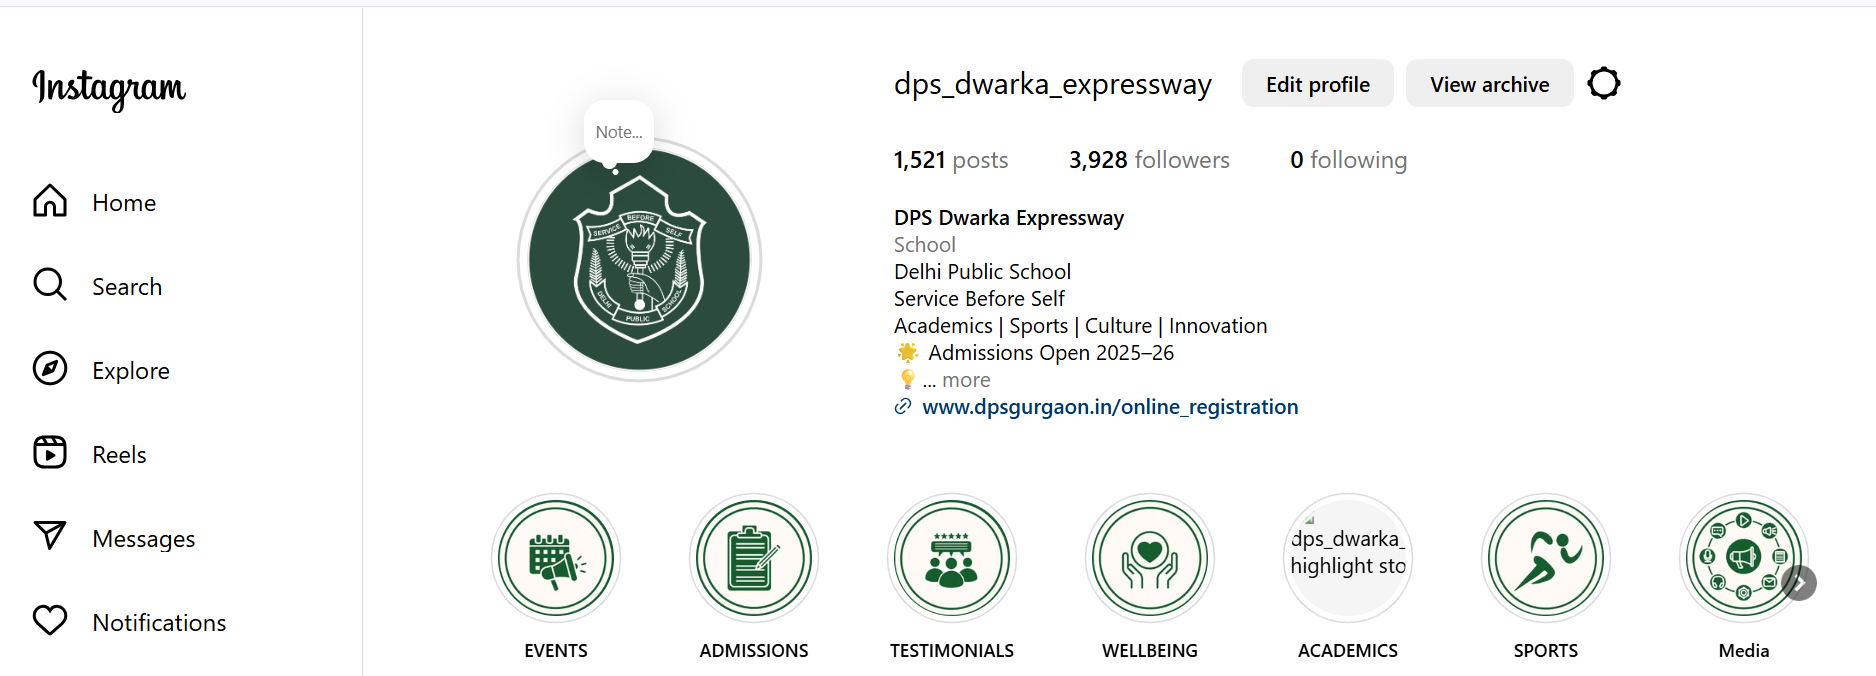 Instagram
Home
Search
Explore
Reels
Messages
Notifications
Note...
SERVICE BEFORE SELF
DELHI PUBLIC SCHOOL
dps_dwarka_expressway
Edit profile
View archive
1,521 posts
3,928 followers
0 following
DPS Dwarka Expressway
School
Delhi Public School
Service Before Self
Academics | Sports | Culture | Innovation
🌟 Admissions Open 2025–26
💡 ... more
www.dpsgurgaon.in/online_registration
EVENTS
ADMISSIONS
TESTIMONIALS
WELLBEING
dps_dwarka_
highlight sto
ACADEMICS
SPORTS
Media